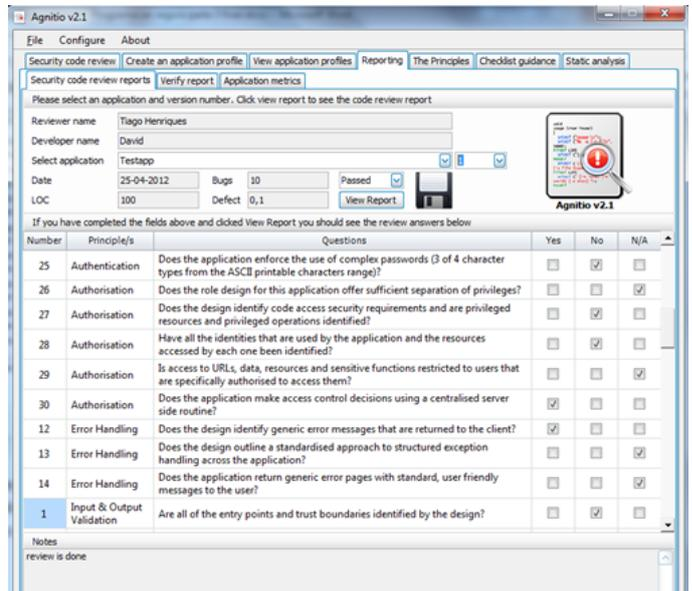 Agnitio v2.1
File Configure About
Security code review Create an application profile View application profiles Reporting The Principles Checklist guidance Static analysis
Security code review reports Verify report Application metrics
Please select an application and version number. Click view report to see the code review report
Reviewer name Tiago Henriques
Developer name David
Select application Testapp 1
Date 25-04-2012 Bugs 10 Passed
LOC 100 Defect 0,1 View Report
Agnitio v2.1
If you have completed the fields above and clicked View Report you should see the review answers below
Number Principle/s Questions Yes No N/A
25 Authentication Does the application enforce the use of complex passwords (3 of 4 character
types from the ASCII printable characters range)?
26 Authorisation Does the role design for this application offer sufficient separation of privileges?
27 Authorisation Does the design identify code access security requirements and are privileged
resources and privileged operations identified?
28 Authorisation Have all the identities that are used by the application and the resources
accessed by each one been identified?
29 Authorisation Is access to URLs, data, resources and sensitive functions restricted to users that
are specifically authorised to access them?
30 Authorisation Does the application make access control decisions using a centralised server
side routine?
12 Error Handling Does the design identify generic error messages that are returned to the client?
13 Error Handling Does the design outline a standardised approach to structured exception
handling across the application?
14 Error Handling Does the application return generic error pages with standard, user friendly
messages to the user?
1 Input & Output
Validation Are all of the entry points and trust boundaries identified by the design?
Notes
review is done